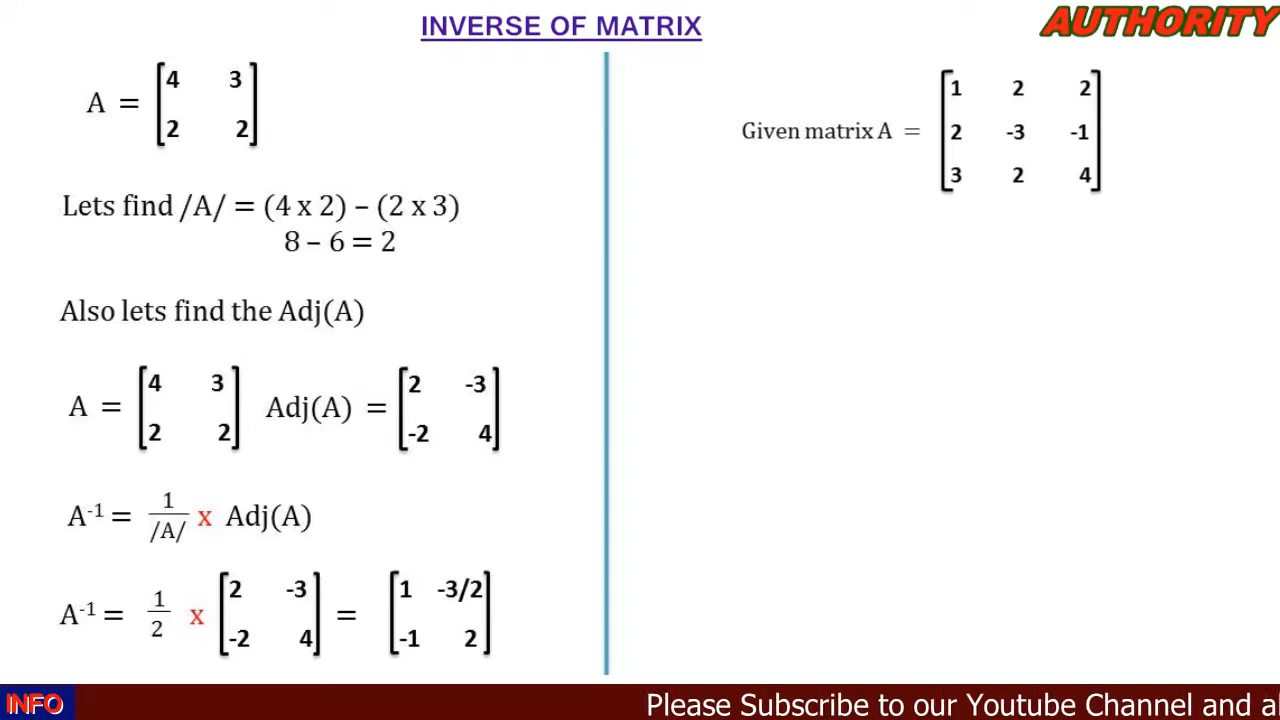 INVERSE OF MATRIX
AUTHORITY
A = [4 3
2 2]
Lets find /A/ = (4 x 2) – (2 x 3)
8 – 6 = 2
Also lets find the Adj(A)
A = [4 3
2 2]
Adj(A) = [2 -3
-2 4]
A-1 = 1
/A/ x Adj(A)
A-1 = 1
2 x [2 -3
-2 4] = [1 -3/2
-1 2]
Given matrix A = [1 2 2
2 -3 -1
3 2 4]
INFO
Please Subscribe to our Youtube Channel and a